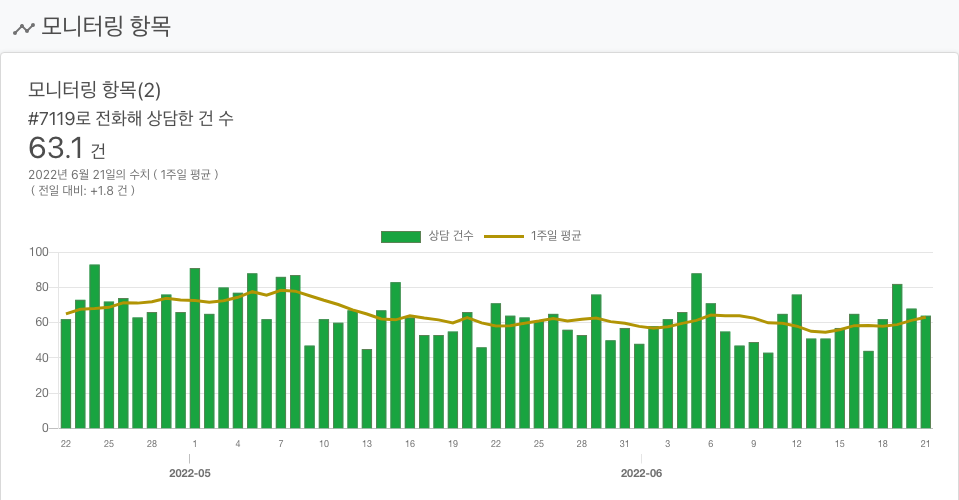 모니터링 항목
모니터링 항목(2)
#7119로 전화해 상담한 건 수
63.1 건
2022년 6월 21일의 수치 ( 1주일 평균 )
( 전일 대비: +1.8 건 )
상담 건수 1주일 평균
100
80
60
40
20
0
22 25 28 1 4 7 10 13 16 19 22 25 28 31 3 6 9 12 15 18 21
2022-05 2022-06